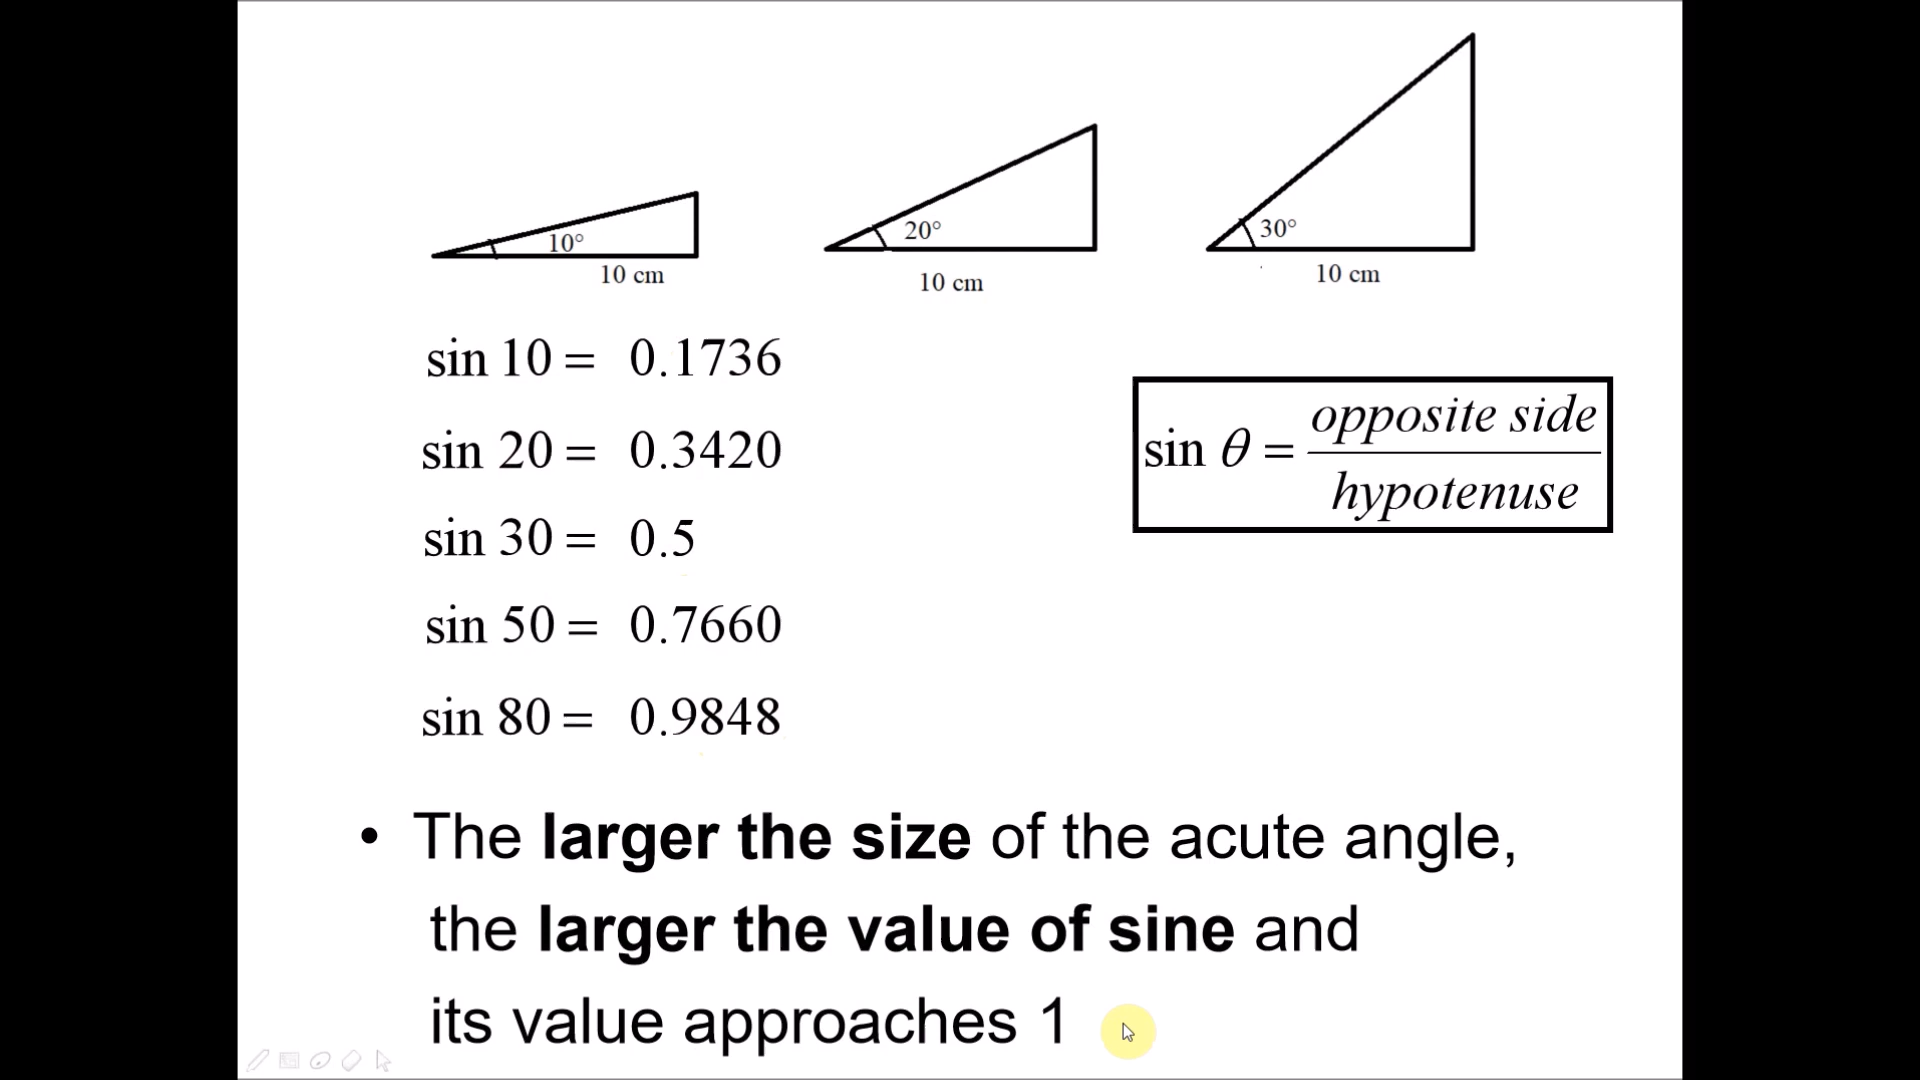 10°
10 cm
20°
10 cm
30°
10 cm
sin 10 = 0.1736
sin 20 = 0.3420
sin 30 = 0.5
sin 50 = 0.7660
sin 80 = 0.9848
sin θ = opposite side / hypotenuse
• The larger the size of the acute angle,
the larger the value of sine and
its value approaches 1